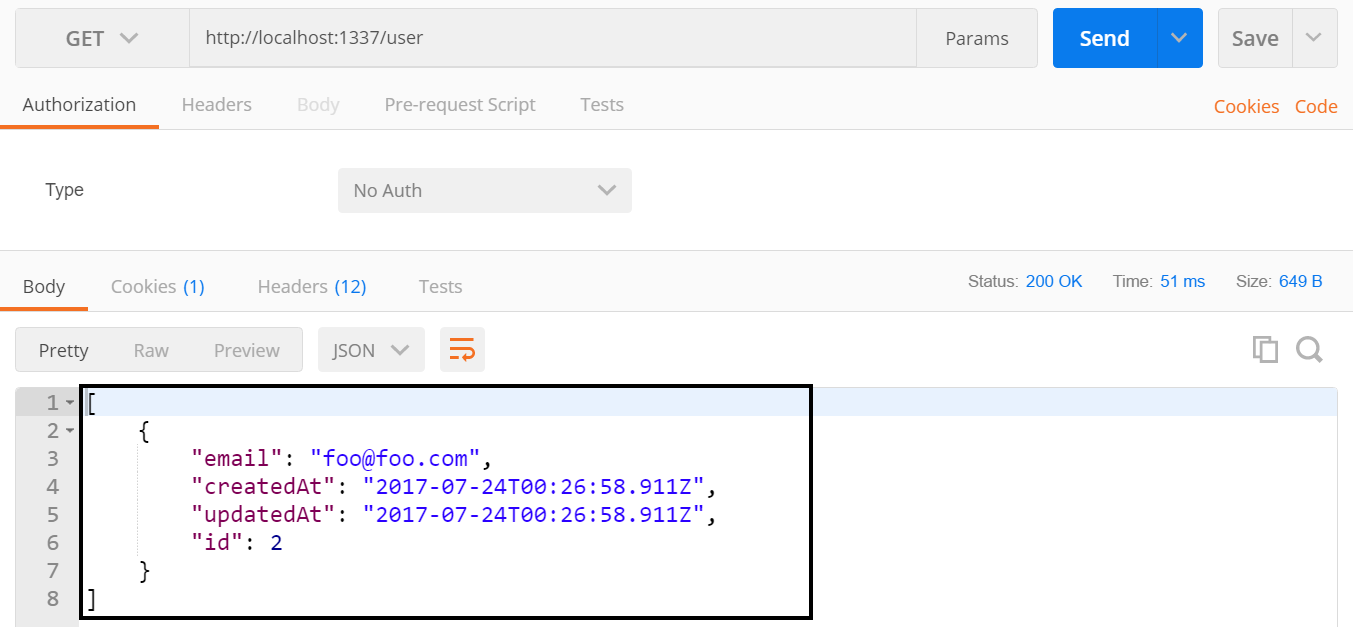 GET http://localhost:1337/user Params Send Save
Authorization Headers Body Pre-request Script Tests Cookies Code
Type No Auth
Body Cookies (1) Headers (12) Tests Status: 200 OK Time: 51 ms Size: 649 B
Pretty Raw Preview JSON
1 [
2 {
3 "email": "foo@foo.com",
4 "createdAt": "2017-07-24T00:26:58.911Z",
5 "updatedAt": "2017-07-24T00:26:58.911Z",
6 "id": 2
7 }
8 ]